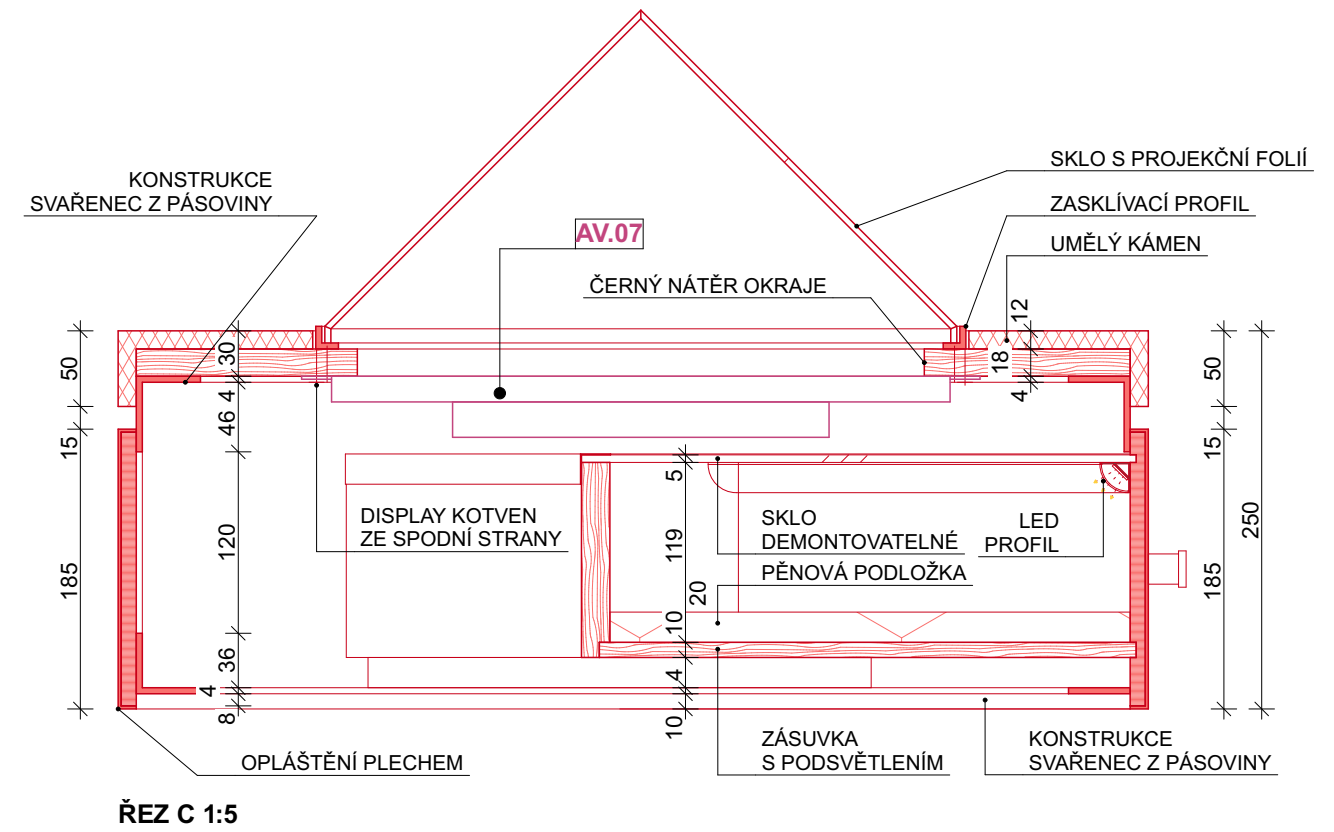 SKLO S PROJEKČNÍ FOLIÍ
KONSTRUKCE
SVAŘENEC Z PÁSOVINY
ZASKLÍVACÍ PROFIL
AV.07
UMĚLÝ KÁMEN
ČERNÝ NÁTĚR OKRAJE
12
50
30
18
50
4
4
46
15
15
5
250
DISPLAY KOTVEN
ZE SPODNÍ STRANY
SKLO
DEMONTOVATELNÉ
LED
PROFIL
120
119
185
185
PĚNOVÁ PODLOŽKA
20
10
36
4
4
8
10
ZÁSUVKA
S PODSVĚTLENÍM
KONSTRUKCE
SVAŘENEC Z PÁSOVINY
OPLÁŠTĚNÍ PLECHEM
ŘEZ C 1:5